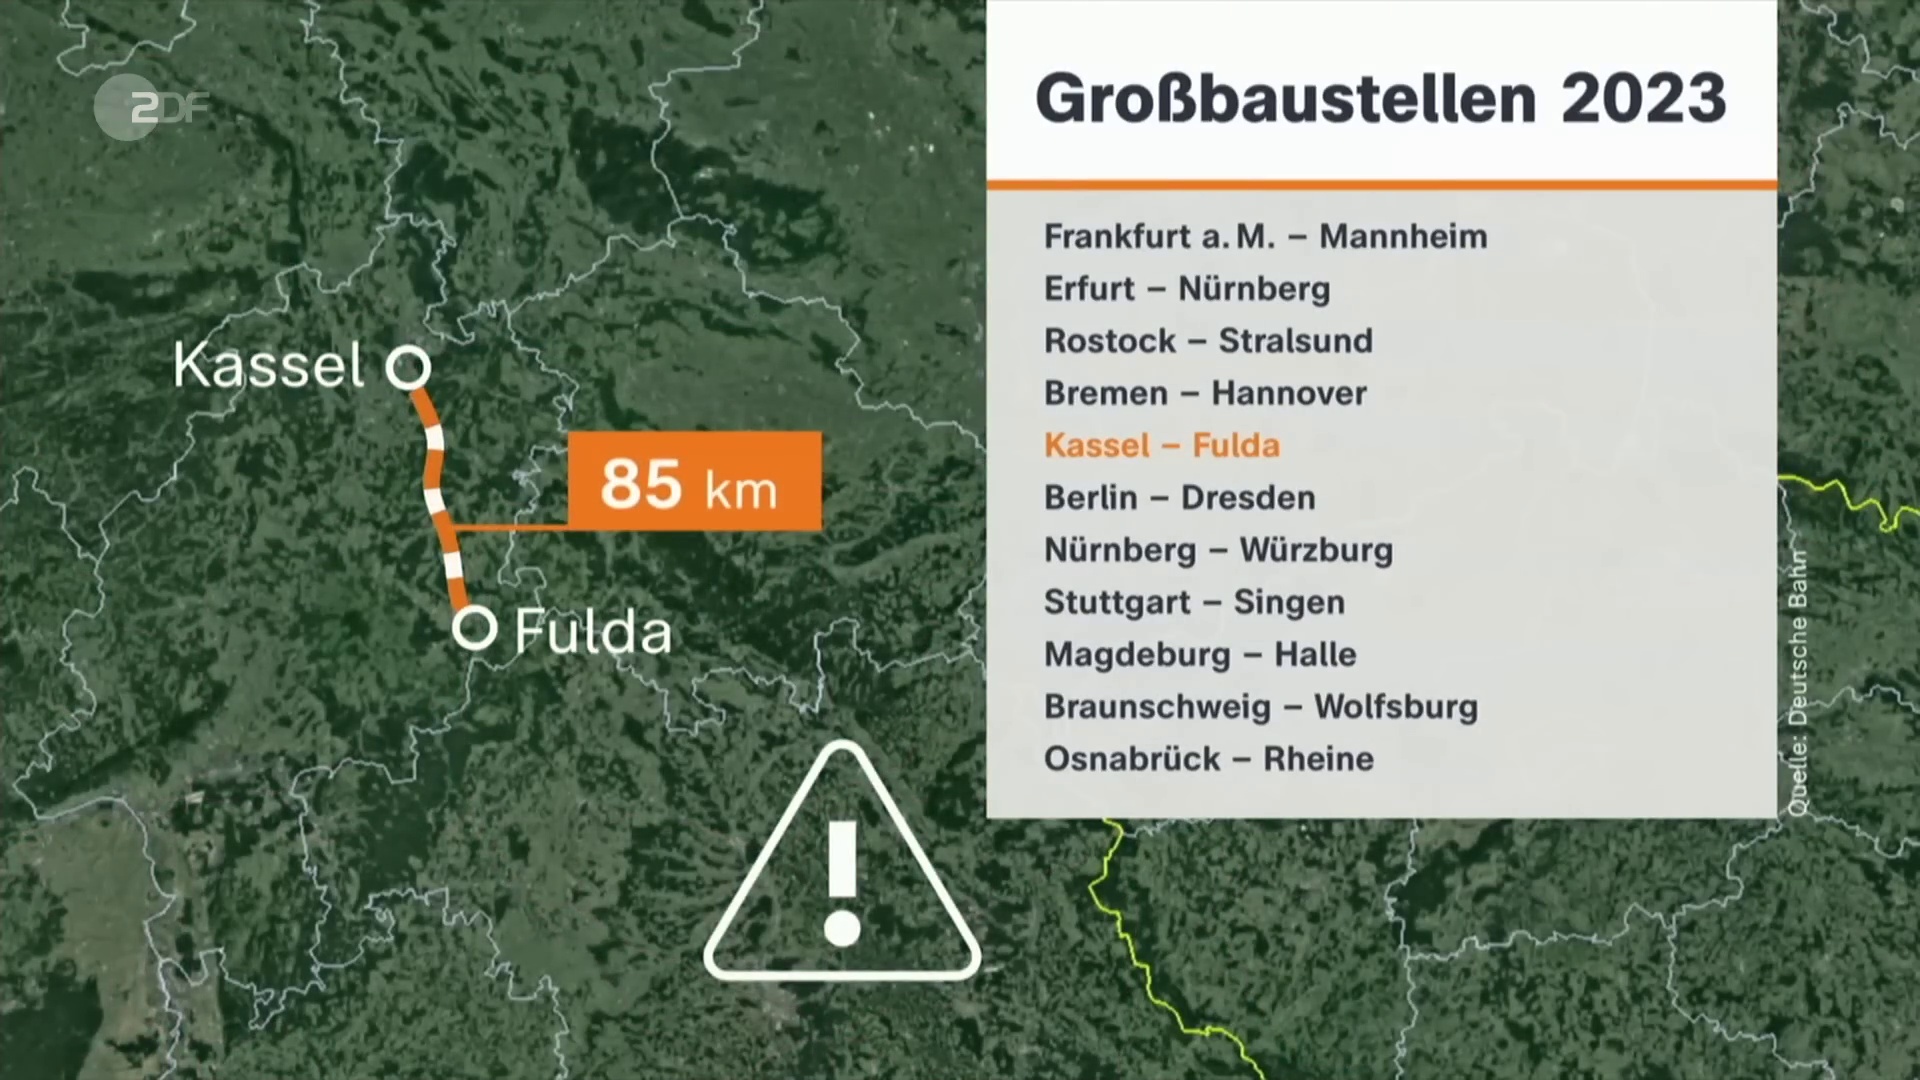 ZDF
Großbaustellen 2023
Frankfurt a. M. – Mannheim
Erfurt – Nürnberg
Rostock – Stralsund
Bremen – Hannover
Kassel – Fulda
Berlin – Dresden
Nürnberg – Würzburg
Stuttgart – Singen
Magdeburg – Halle
Braunschweig – Wolfsburg
Osnabrück – Rheine
Kassel
85 km
Fulda
Quelle: Deutsche Bahn